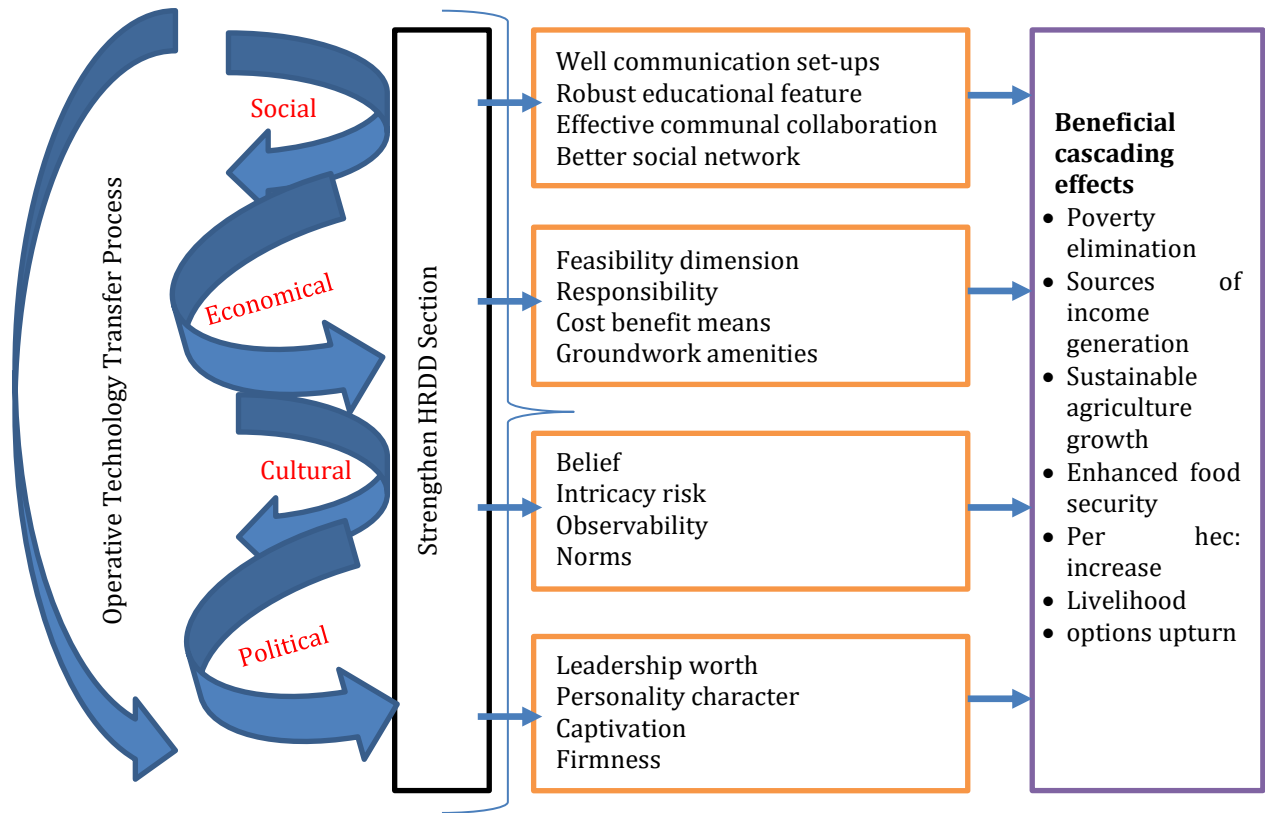 Operative Technology Transfer Process
Social
Economical
Cultural
Political
Strengthen HRDD Section
Well communication set-ups
Robust educational feature
Effective communal collaboration
Better social network
Feasibility dimension
Responsibility
Cost benefit means
Groundwork amenities
Belief
Intricacy risk
Observability
Norms
Leadership worth
Personality character
Captivation
Firmness
Beneficial
cascading
effects
• Poverty
elimination
• Sources of
income
generation
• Sustainable
agriculture
growth
• Enhanced food
security
• Per hec:
increase
• Livelihood
• options upturn